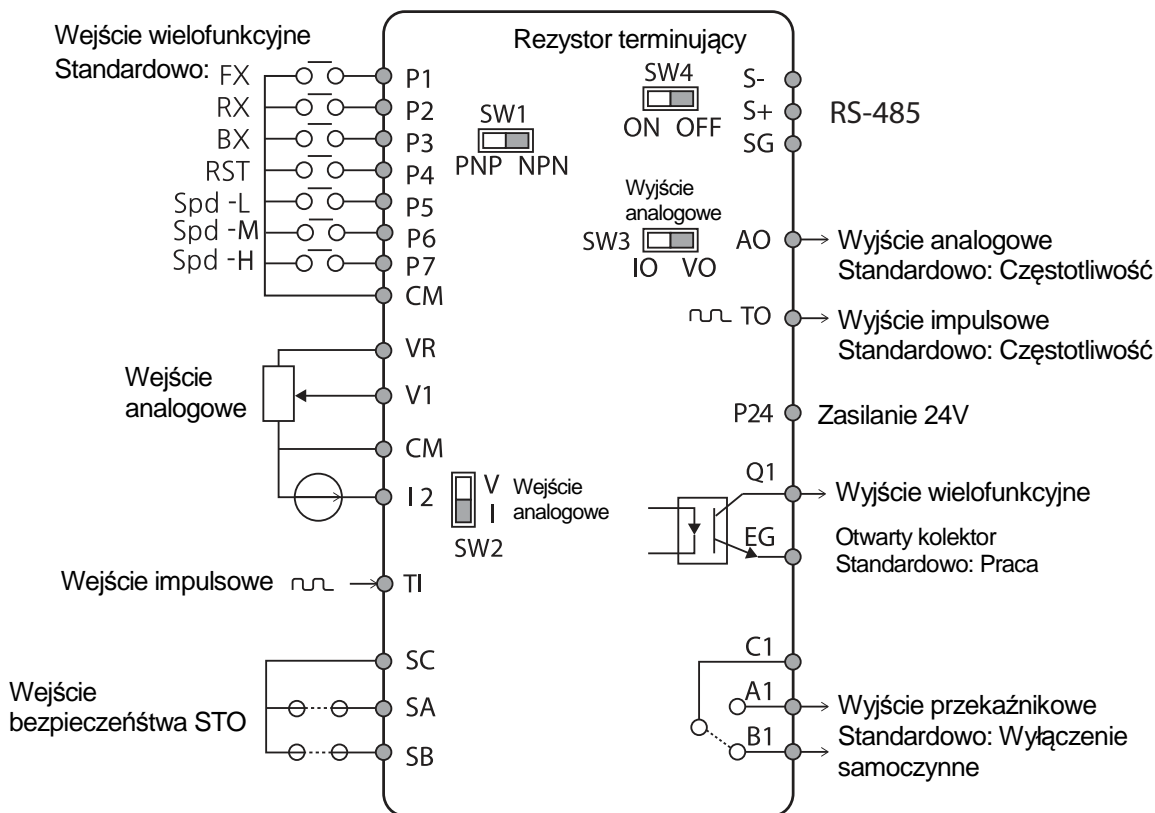 Wejście wielofunkcyjne
Standardowo: FX
RX
BX
RST
Spd -L
Spd -M
Spd -H
P1
P2
P3
P4
P5
P6
P7
CM
SW1
PNP NPN
Rezystor terminujący
SW4
ON OFF
S-
S+
SG
RS-485
Wyjście
analogowe
SW3
IO VO
AO
Wyjście analogowe
Standardowo: Częstotliwość
TO
Wyjście impulsowe
Standardowo: Częstotliwość
Wejście
analogowe
VR
V1
CM
I2
V
I
Wejście
analogowe
SW2
P24
Zasilanie 24V
Q1
Wyjście wielofunkcyjne
EG
Otwarty kolektor
Standardowo: Praca
Wejście impulsowe
TI
Wejście
bezpieczeńśtwa STO
SC
SA
SB
C1
A1
B1
Wyjście przekaźnikowe
Standardowo: Wyłączenie
samoczynne